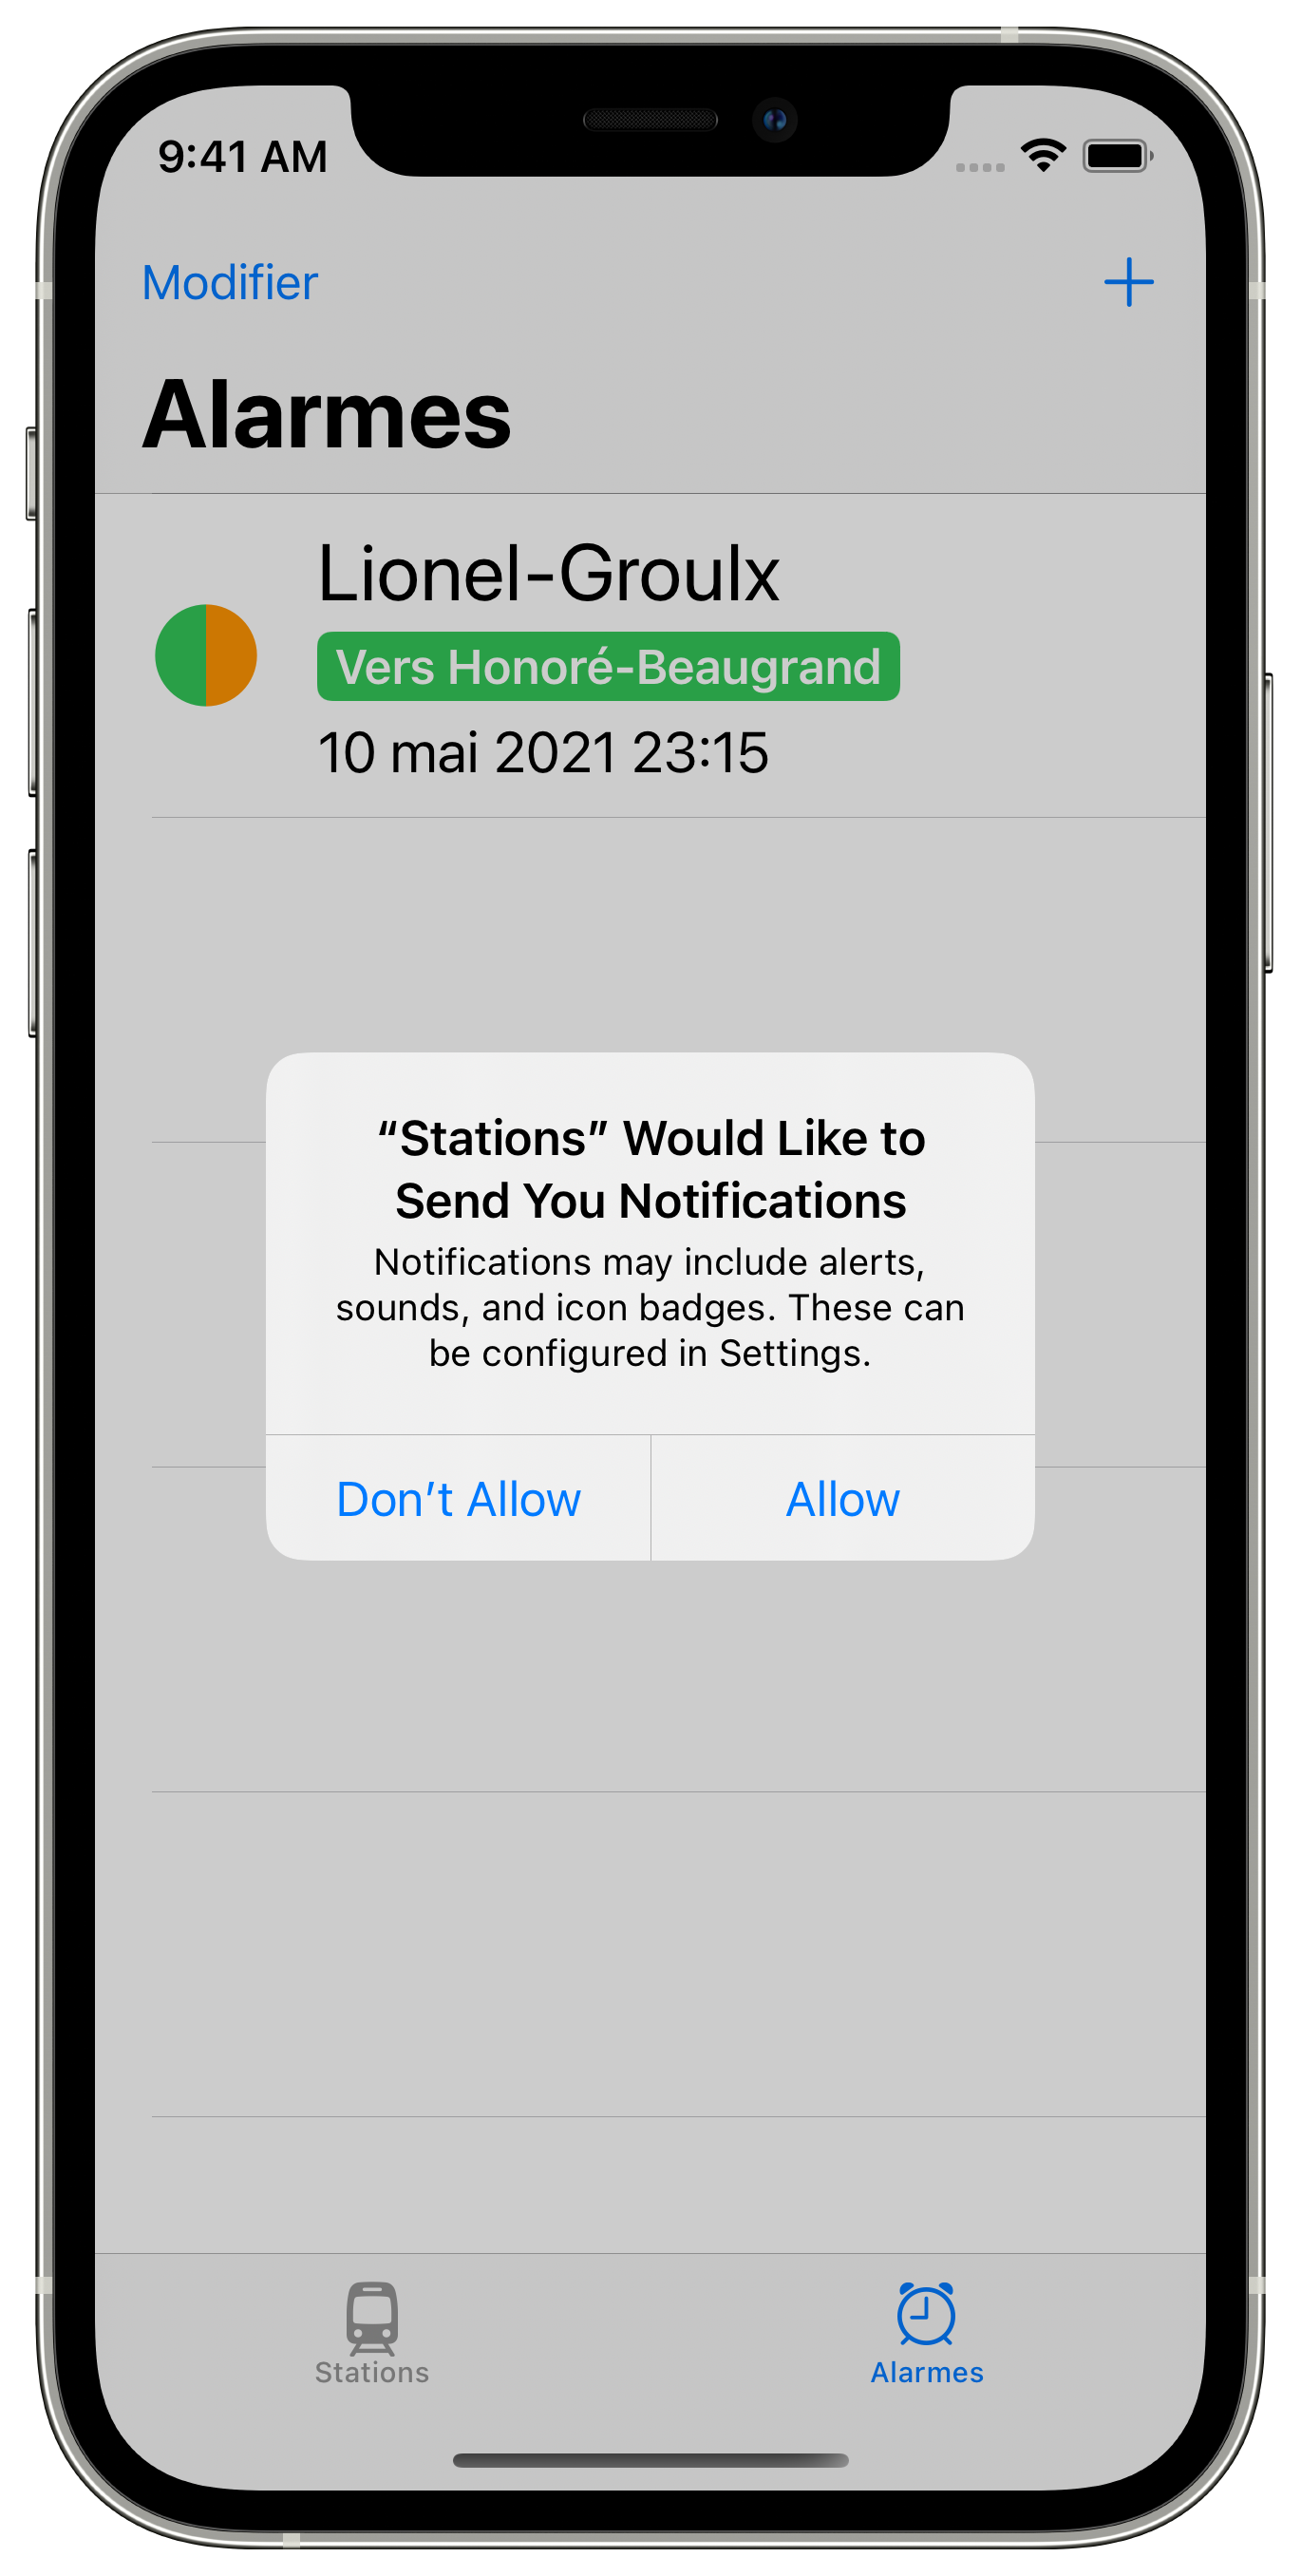 9:41 AM
Modifier
Alarmes
Lionel-Groulx
Vers Honoré-Beaugrand
10 mai 2021 23:15
“Stations” Would Like to
Send You Notifications
Notifications may include alerts,
sounds, and icon badges. These can
be configured in Settings.
Don’t Allow
Allow
Stations
Alarmes